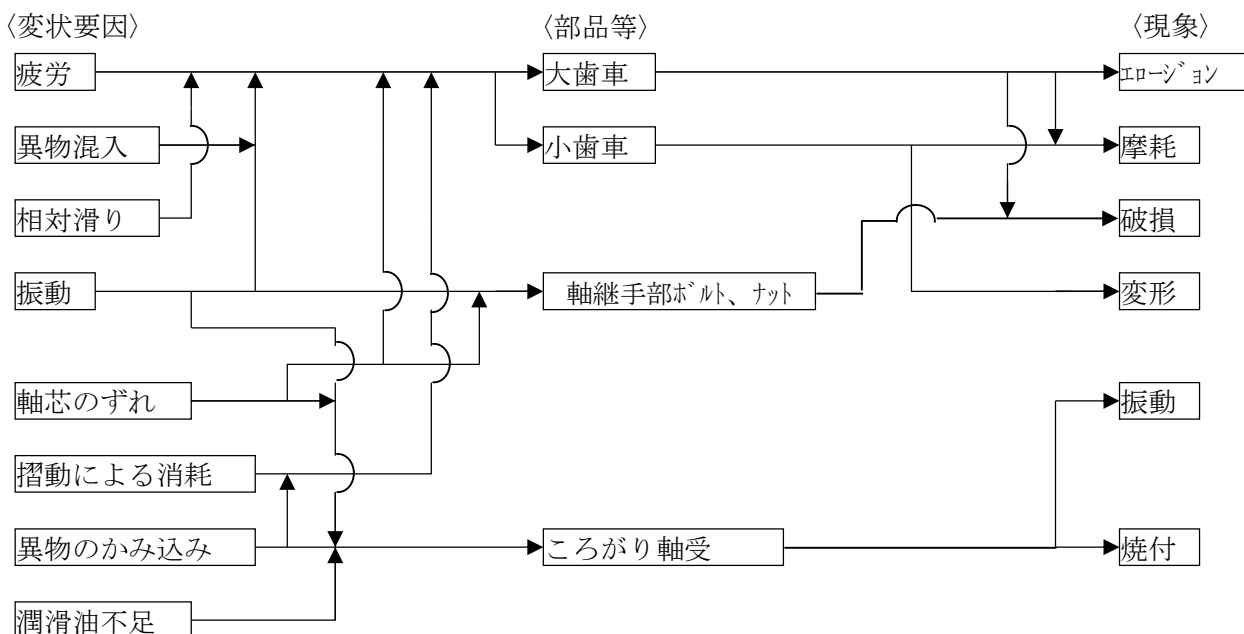 〈変状要因〉 〈部品等〉 〈現象〉
疲労 大歯車 ｴﾛｰｼﾞｮﾝ
異物混入 小歯車 摩耗
相対滑り 破損
振動 軸継手部ﾎﾞﾙﾄ、ﾅｯﾄ 変形
軸芯のずれ 振動
摺動による消耗
異物のかみ込み ころがり軸受 焼付
潤滑油不足